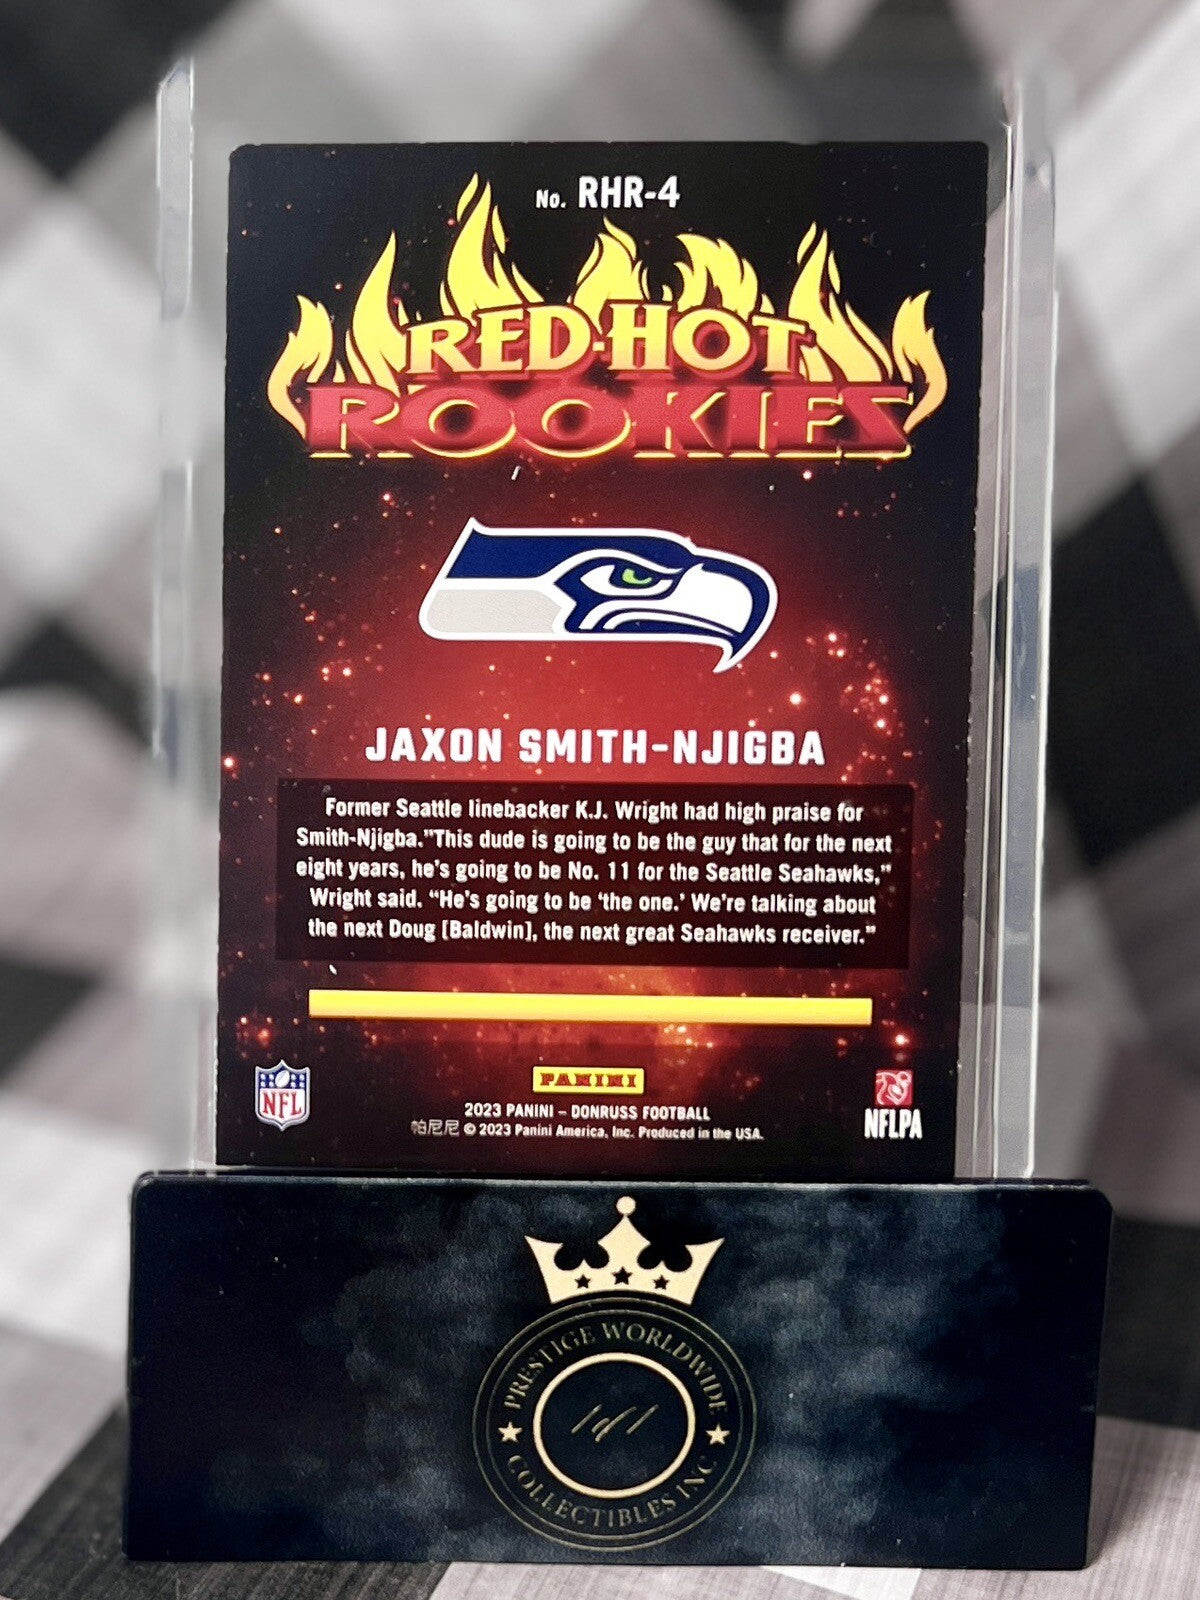 No. RHR-4
RED-HOT
ROOKIES
JAXON SMITH-NJIGBA
Former Seattle linebacker K.J. Wright had high praise for
Smith-Njigba."This dude is going to be the guy that for the next
eight years, he's going to be No. 11 for the Seattle Seahawks,"
Wright said. "He's going to be 'the one.' We're talking about
the next Doug [Baldwin], the next great Seahawks receiver."
NFL
PANINI
2023 PANINI – DONRUSS FOOTBALL
帕尼尼 © 2023 Panini America, Inc. Produced in the USA.
NFLPA
PRESTIGE WORLDWIDE
1of1
COLLECTIBLES INC